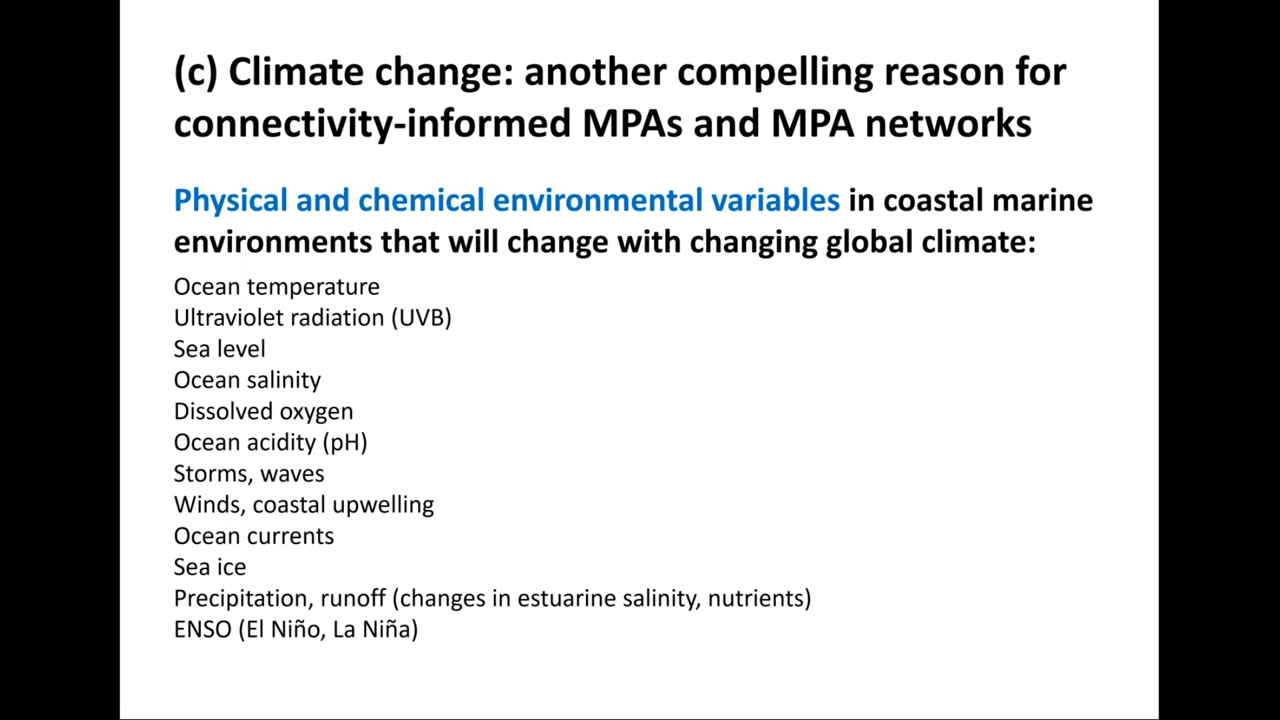 (c) Climate change: another compelling reason for
connectivity-informed MPAs and MPA networks
Physical and chemical environmental variables in coastal marine
environments that will change with changing global climate:
Ocean temperature
Ultraviolet radiation (UVB)
Sea level
Ocean salinity
Dissolved oxygen
Ocean acidity (pH)
Storms, waves
Winds, coastal upwelling
Ocean currents
Sea ice
Precipitation, runoff (changes in estuarine salinity, nutrients)
ENSO (El Niño, La Niña)